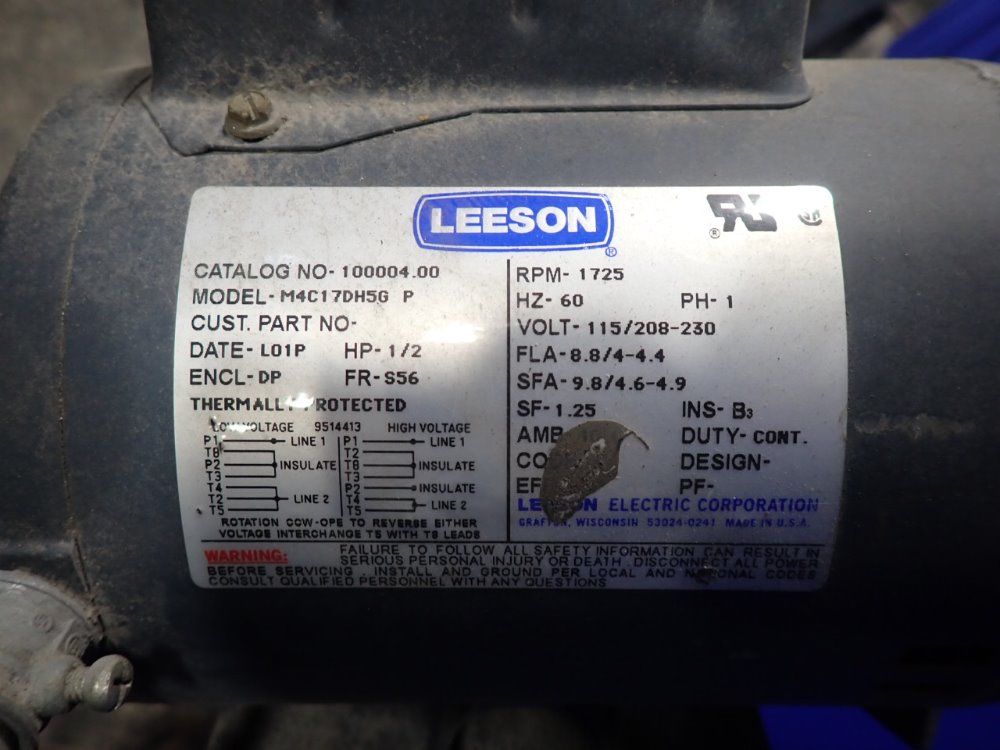 LEESON
®
®
CATALOG NO- 100004.00
MODEL- M4C17DH5G P
CUST. PART NO-
DATE- L01P HP- 1/2
ENCL- DP FR- S56
THERMALLY PROTECTED
LOW VOLTAGE 9514413 HIGH VOLTAGE
P1 LINE 1 P1 LINE 1
T8 T2
P2 INSULATE T8 INSULATE
T3 T3
T4 P2 INSULATE
T2 LINE 2 T4 LINE 2
T5 T5
ROTATION CCW-OPE TO REVERSE EITHER
VOLTAGE INTERCHANGE T5 WITH T8 LEADS
RPM- 1725
HZ- 60 PH- 1
VOLT- 115/208-230
FLA- 8.8/4-4.4
SFA- 9.8/4.6-4.9
SF- 1.25 INS- B3
AMB DUTY- CONT.
DESIGN-
PF-
LEESON ELECTRIC CORPORATION
GRAFTON, WISCONSIN 53024-0241 MADE IN U.S.A.
WARNING: FAILURE TO FOLLOW ALL SAFETY INFORMATION CAN RESULT IN
SERIOUS PERSONAL INJURY OR DEATH. DISCONNECT ALL POWER
BEFORE SERVICING. INSTALL AND GROUND PER LOCAL AND NATIONAL CODES
CONSULT QUALIFIED PERSONNEL WITH ANY QUESTIONS